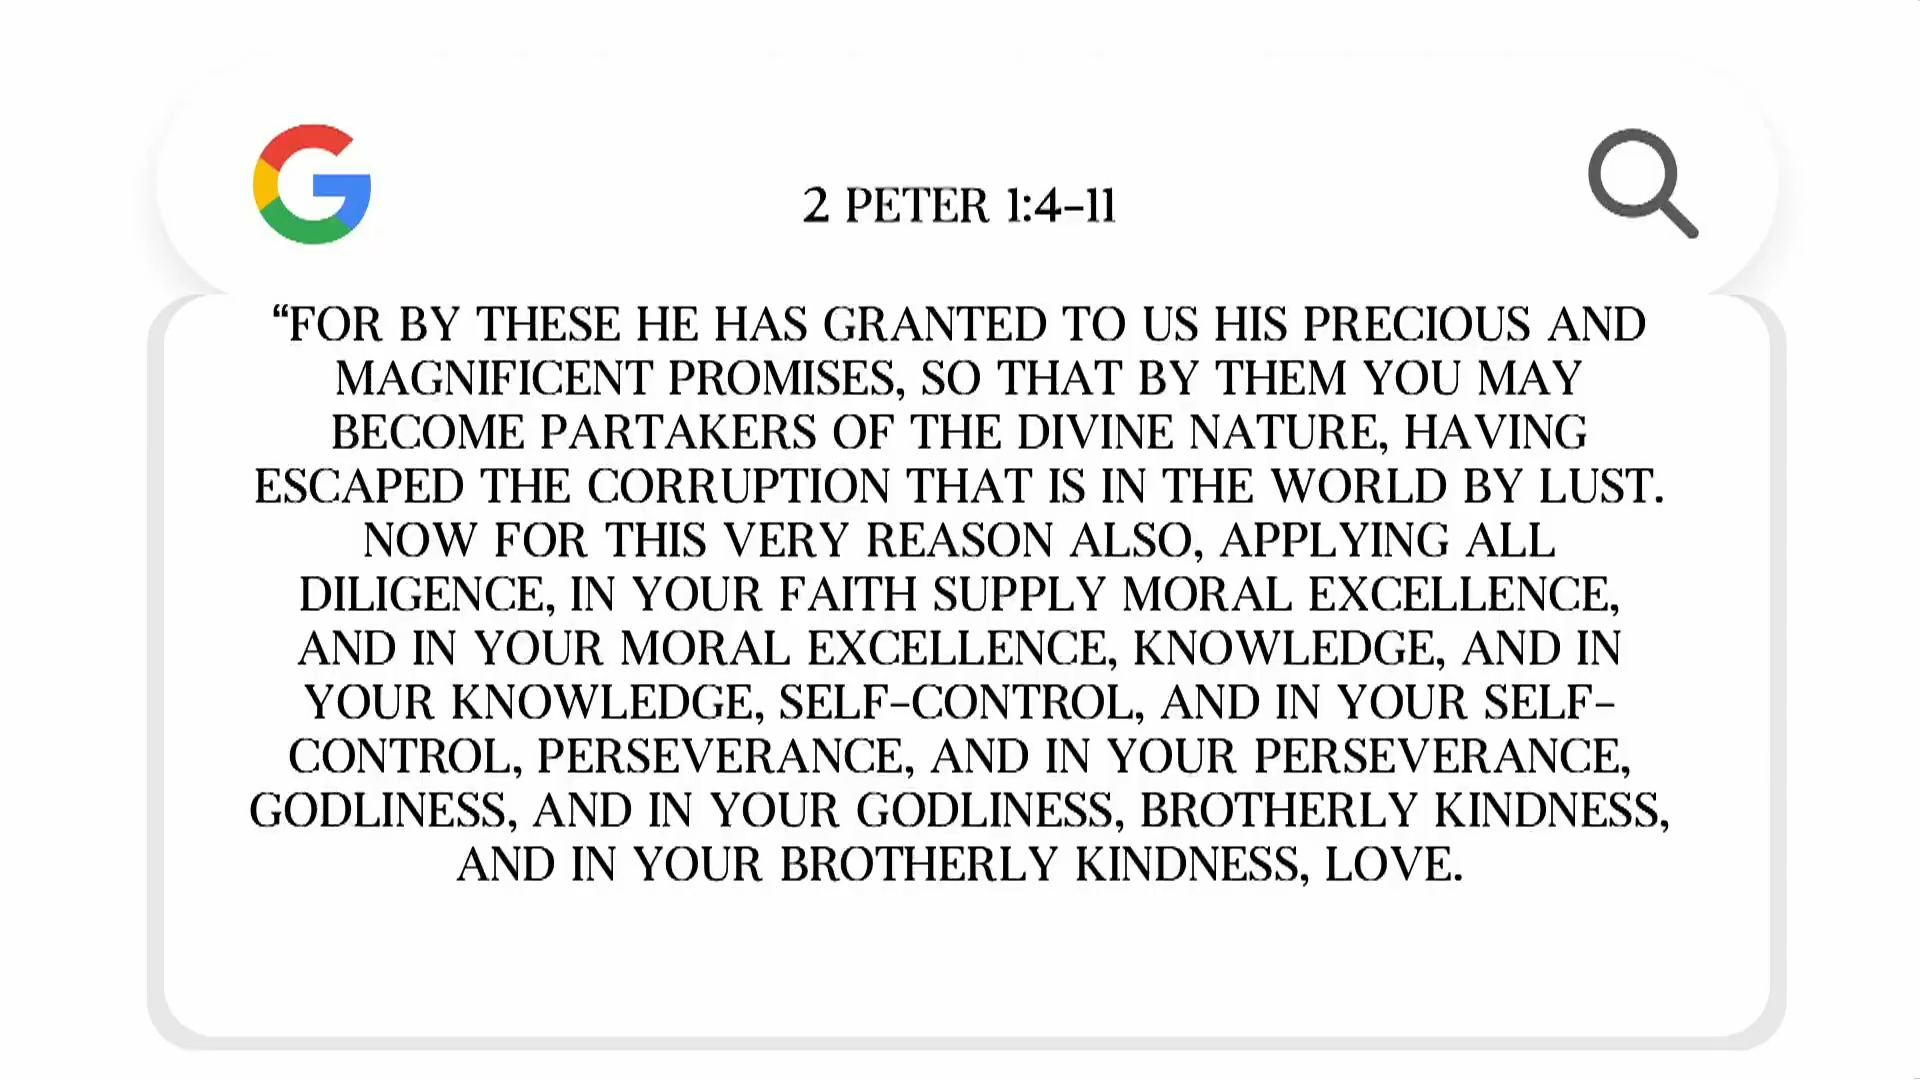 2 PETER 1:4-11
“FOR BY THESE HE HAS GRANTED TO US HIS PRECIOUS AND
MAGNIFICENT PROMISES, SO THAT BY THEM YOU MAY
BECOME PARTAKERS OF THE DIVINE NATURE, HAVING
ESCAPED THE CORRUPTION THAT IS IN THE WORLD BY LUST.
NOW FOR THIS VERY REASON ALSO, APPLYING ALL
DILIGENCE, IN YOUR FAITH SUPPLY MORAL EXCELLENCE,
AND IN YOUR MORAL EXCELLENCE, KNOWLEDGE, AND IN
YOUR KNOWLEDGE, SELF-CONTROL, AND IN YOUR SELF-
CONTROL, PERSEVERANCE, AND IN YOUR PERSEVERANCE,
GODLINESS, AND IN YOUR GODLINESS, BROTHERLY KINDNESS,
AND IN YOUR BROTHERLY KINDNESS, LOVE.